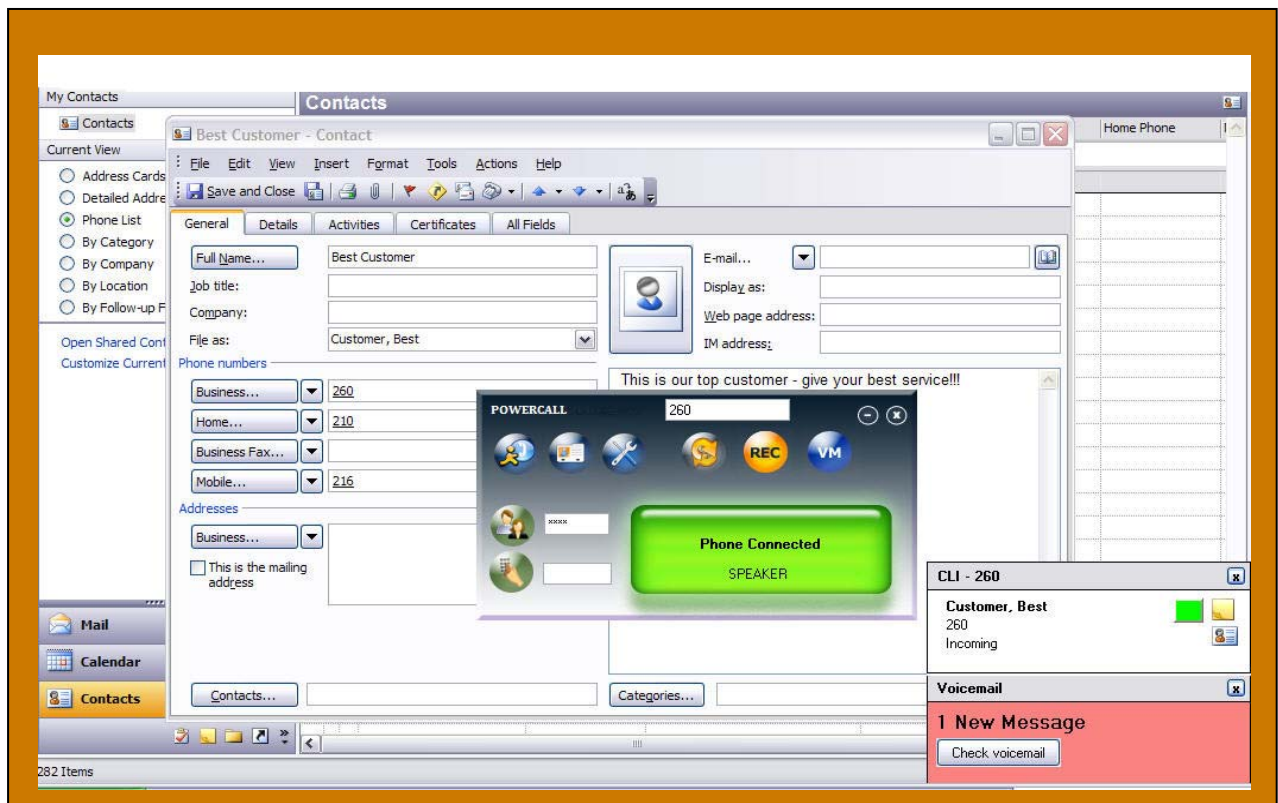 My Contacts
Contacts
Contacts
Current View
Address Cards
Detailed Addre
Phone List
By Category
By Company
By Location
By Follow-up F
Open Shared Cont
Customize Current
Mail
Calendar
Contacts
282 Items
Home Phone
Best Customer - Contact
File Edit View Insert Format Tools Actions Help
Save and Close
General Details Activities Certificates All Fields
Full Name... Best Customer
Job title:
Company:
File as: Customer, Best
Phone numbers
Business... 260
Home... 210
Business Fax...
Mobile... 216
Addresses
Business...
This is the mailing
address
E-mail...
Display as:
Web page address:
IM address:
This is our top customer - give your best service!!!
Contacts...
Categories...
POWERCALL 260
REC VM
xxxx
Phone Connected
SPEAKER
CLI - 260
Customer, Best
260
Incoming
Voicemail
1 New Message
Check voicemail